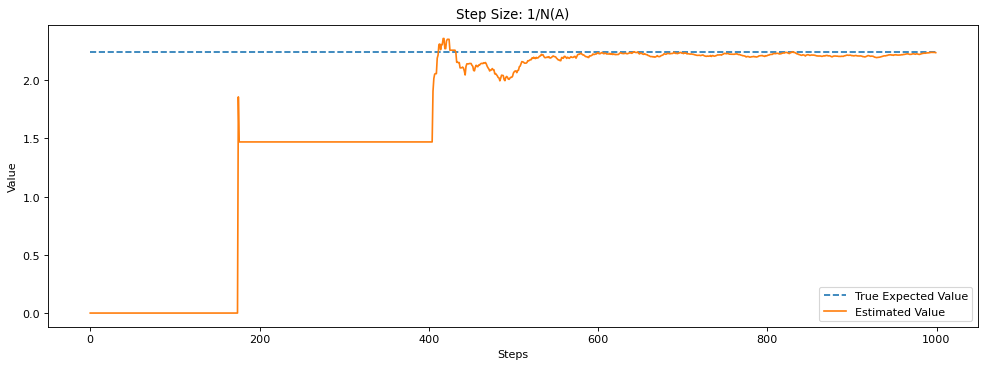 Step Size: 1/N(A)
Value
2.0
1.5
1.0
0.5
0.0
True Expected Value
Estimated Value
0 200 400 600 800 1000
Steps